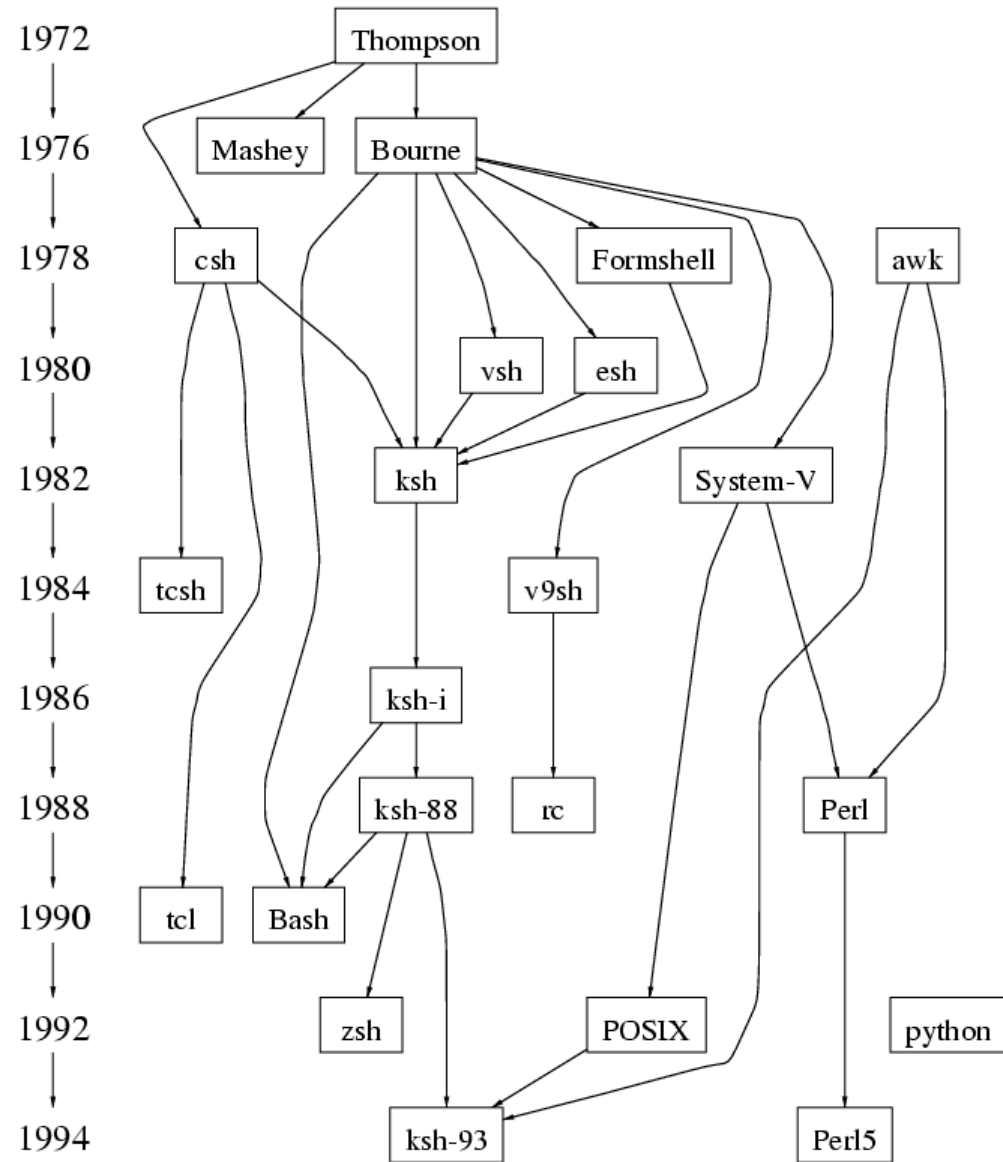 1972 Thompson
1976 Mashey Bourne
1978 csh Formshell awk
1980 vsh esh
1982 ksh System-V
1984 tcsh v9sh
1986 ksh-i
1988 ksh-88 rc Perl
1990 tcl Bash
1992 zsh POSIX python
1994 ksh-93 Perl5